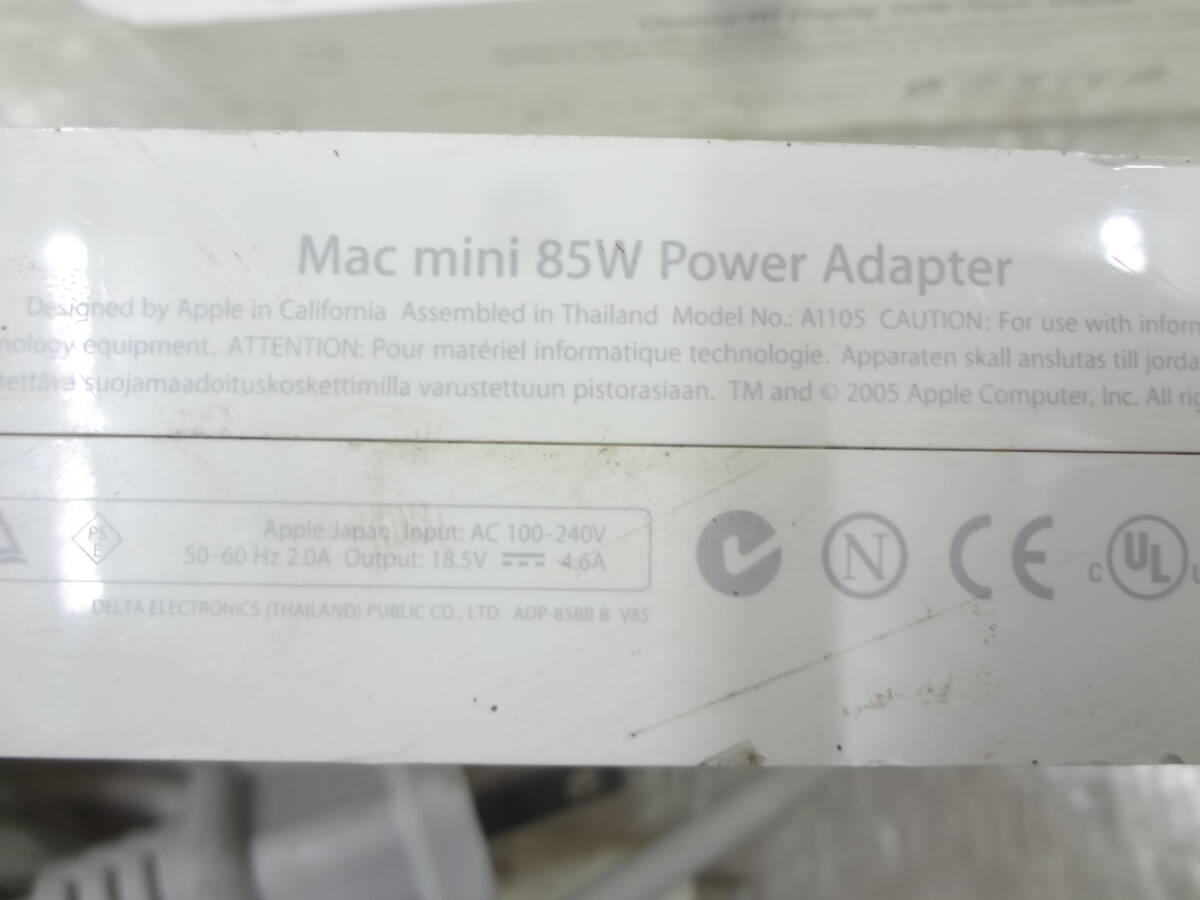 Mac mini 85W Power Adapter
Designed by Apple in California Assembled in Thailand Model No.: A1105 CAUTION: For use with inform
nology equipment. ATTENTION: Pour matériel informatique technologie. Apparaten skall anslutas till jorda
tettävä suojamaadoituskoskettimilla varustettuun pistorasiaan. TM and © 2005 Apple Computer, Inc. All rig
PS
E
Apple Japan Input: AC 100-240V
50-60 Hz 2.0A Output: 18.5V 4.6A
DELTA ELECTRONICS (THAILAND) PUBLIC CO., LTD. ADP-85BB B V85
N
CE
C UL